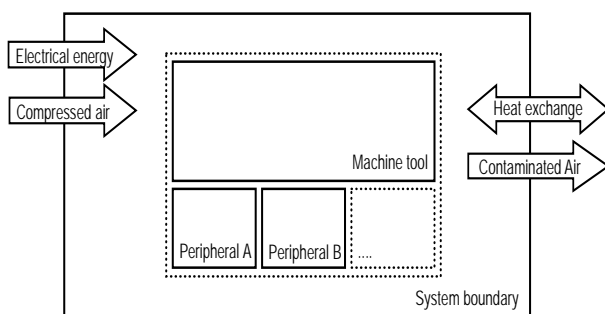 Electrical energy
Compressed air
Heat exchange
Contaminated Air
Machine tool
Peripheral A
Peripheral B
....
System boundary